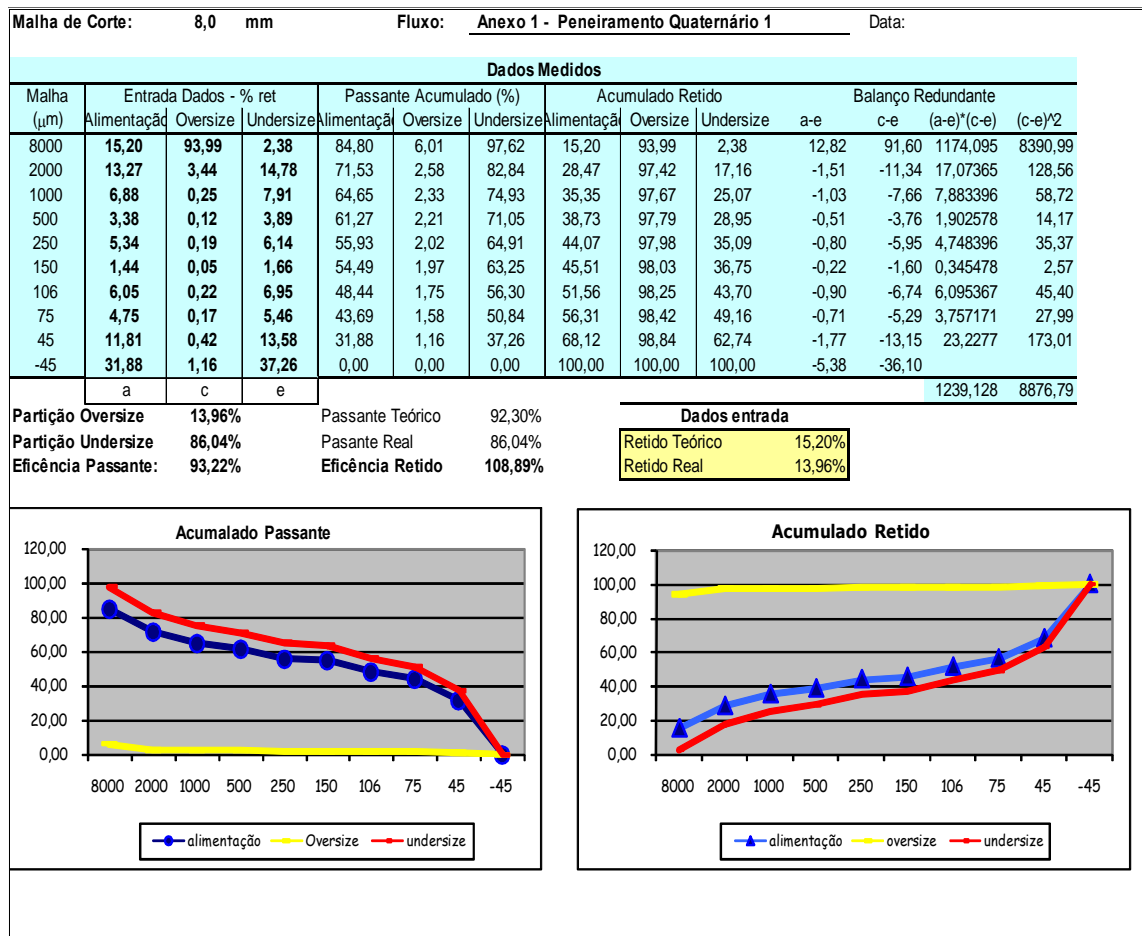 Malha de Corte: 8,0 mm Fluxo: Anexo 1 - Peneiramento Quaternário 1 Data:
Dados Medidos
Malha Entrada Dados - % ret Passante Acumulado (%) Acumulado Retido Balanço Redundante
(µm) Alimentação Oversize Undersize Alimentaçã Oversize Undersize Alimentação Oversize Undersize a-e c-e (a-e)*(c-e) (c-e)^2
8000 15,20 93,99 2,38 84,80 6,01 97,62 15,20 93,99 2,38 12,82 91,60 1174,095 8390,99
2000 13,27 3,44 14,78 71,53 2,58 82,84 28,47 97,42 17,16 -1,51 -11,34 17,07365 128,56
1000 6,88 0,25 7,91 64,65 2,33 74,93 35,35 97,67 25,07 -1,03 -7,66 7,883396 58,72
500 3,38 0,12 3,89 61,27 2,21 71,05 38,73 97,79 28,95 -0,51 -3,76 1,902578 14,17
250 5,34 0,19 6,14 55,93 2,02 64,91 44,07 97,98 35,09 -0,80 -5,95 4,748396 35,37
150 1,44 0,05 1,66 54,49 1,97 63,25 45,51 98,03 36,75 -0,22 -1,60 0,345478 2,57
106 6,05 0,22 6,95 48,44 1,75 56,30 51,56 98,25 43,70 -0,90 -6,74 6,095367 45,40
75 4,75 0,17 5,46 43,69 1,58 50,84 56,31 98,42 49,16 -0,71 -5,29 3,757171 27,99
45 11,81 0,42 13,58 31,88 1,16 37,26 68,12 98,84 62,74 -1,77 -13,15 23,2277 173,01
-45 31,88 1,16 37,26 0,00 0,00 0,00 100,00 100,00 100,00 -5,38 -36,10
a c e 1239,128 8876,79
Partição Oversize 13,96% Passante Teórico 92,30% Dados entrada
Partição Undersize 86,04% Pasante Real 86,04% Retido Teórico 15,20%
Eficência Passante: 93,22% Eficência Retido 108,89% Retido Real 13,96%
Acumalado Passante
120,00
100,00
80,00
60,00
40,00
20,00
0,00
8000 2000 1000 500 250 150 106 75 45 -45
alimentação Oversize undersize
Acumulado Retido
120,00
100,00
80,00
60,00
40,00
20,00
0,00
8000 2000 1000 500 250 150 106 75 45 -45
alimentação oversize undersize